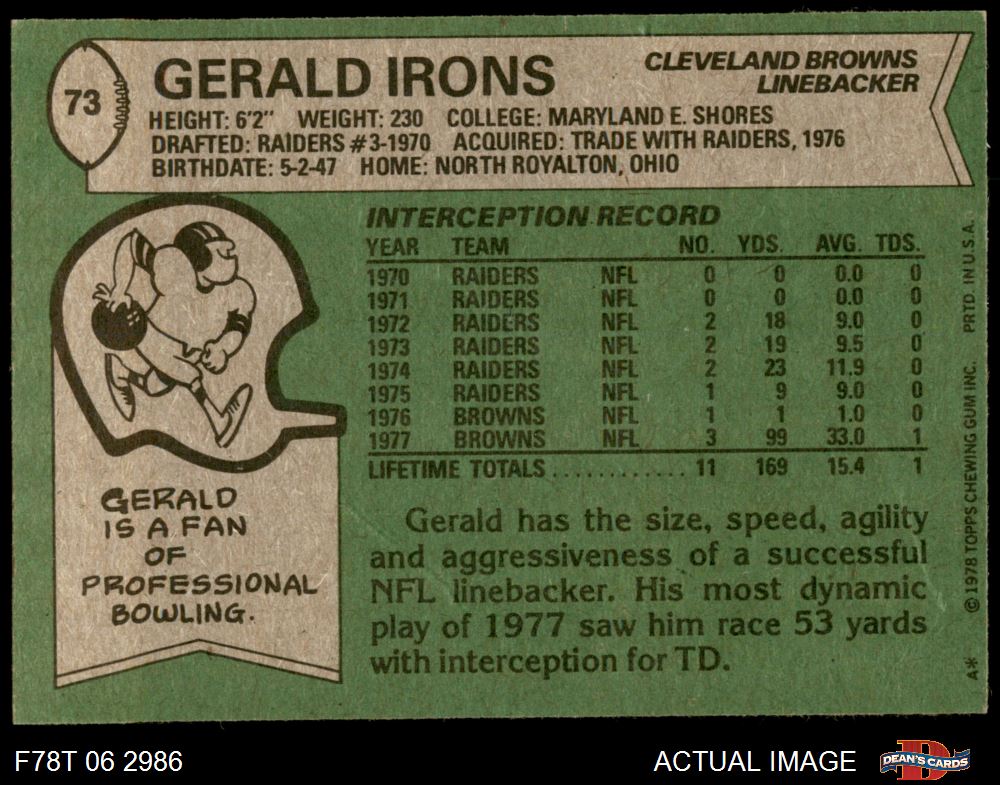 73
GERALD IRONS
CLEVELAND BROWNS
LINEBACKER
HEIGHT: 6'2" WEIGHT: 230 COLLEGE: MARYLAND E. SHORES
DRAFTED: RAIDERS #3-1970 ACQUIRED: TRADE WITH RAIDERS, 1976
BIRTHDATE: 5-2-47 HOME: NORTH ROYALTON, OHIO
INTERCEPTION RECORD
YEAR TEAM NO. YDS. AVG. TDS.
1970 RAIDERS NFL 0 0 0.0 0
1971 RAIDERS NFL 0 0 0.0 0
1972 RAIDERS NFL 2 18 9.0 0
1973 RAIDERS NFL 2 19 9.5 0
1974 RAIDERS NFL 2 23 11.9 0
1975 RAIDERS NFL 1 9 9.0 0
1976 BROWNS NFL 1 1 1.0 0
1977 BROWNS NFL 3 99 33.0 1
LIFETIME TOTALS ............ 11 169 15.4 1
GERALD
IS A FAN
OF
PROFESSIONAL
BOWLING.
Gerald has the size, speed, agility
and aggressiveness of a successful
NFL linebacker. His most dynamic
play of 1977 saw him race 53 yards
with interception for TD.
A* © 1978 TOPPS CHEWING GUM INC. PRTD. IN U.S.A.
F78T 06 2986
ACTUAL IMAGE
D
DEAN'S CARDS